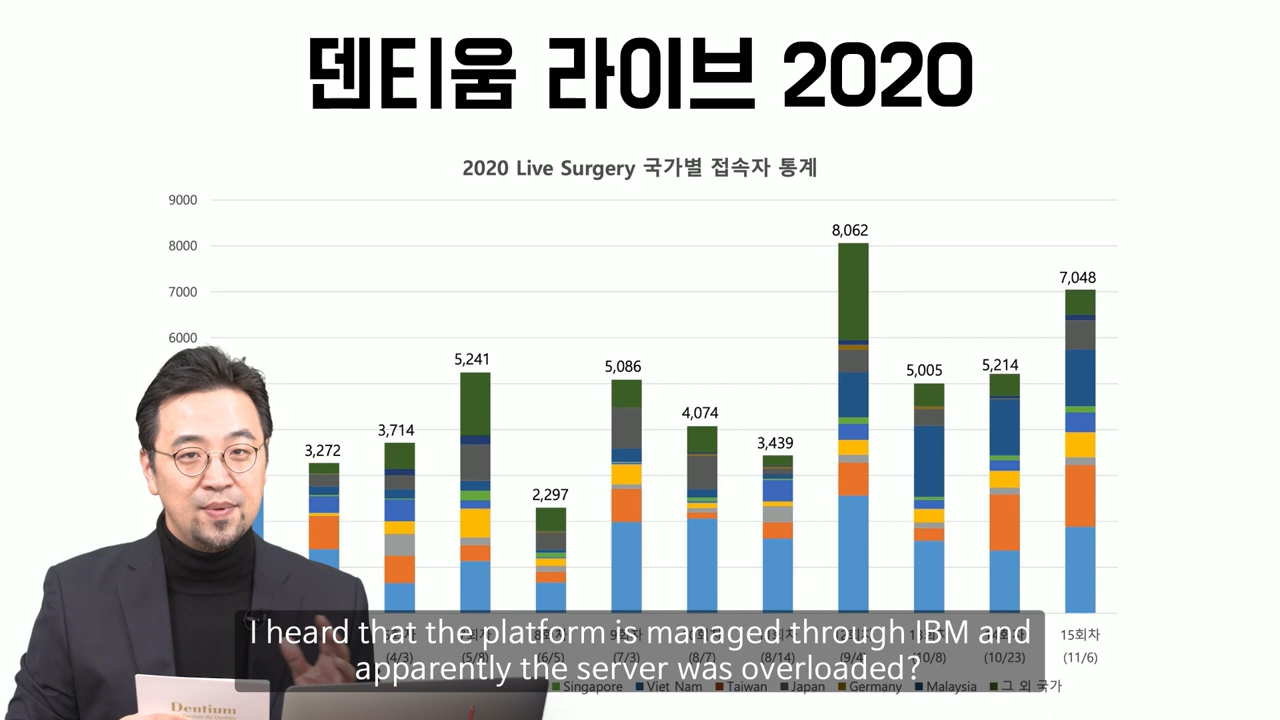 덴티움 라이브 2020
2020 Live Surgery 국가별 접속자 통계
9000
8000
7000
6000
3,272
3,714
5,241
2,297
5,086
4,074
3,439
8,062
5,005
5,214
7,048
15회차
(4/3) (5/8) (6/5) (7/3) (8/7) (8/14) (9/4) (10/8) (10/23) (11/6)
I heard that the platform is managed through IBM and
apparently the server was overloaded?
Singapore Viet Nam Taiwan Japan Germany Malaysia 그 외 국가
Dentium